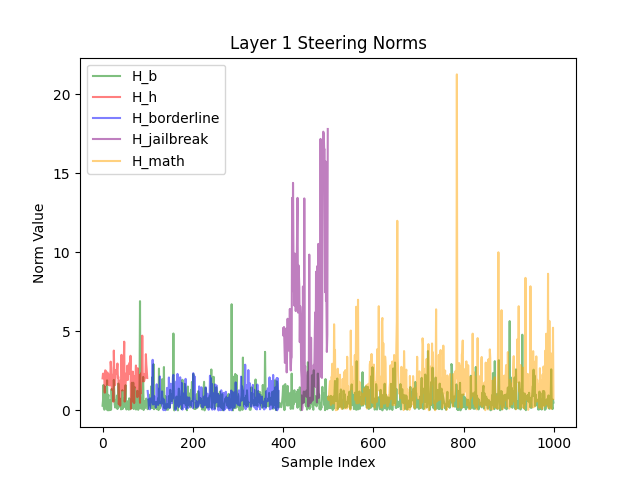 Layer 1 Steering Norms
H_b
H_h
H_borderline
H_jailbreak
H_math
Norm Value
20
15
10
5
0
0
200
400
600
800
1000
Sample Index